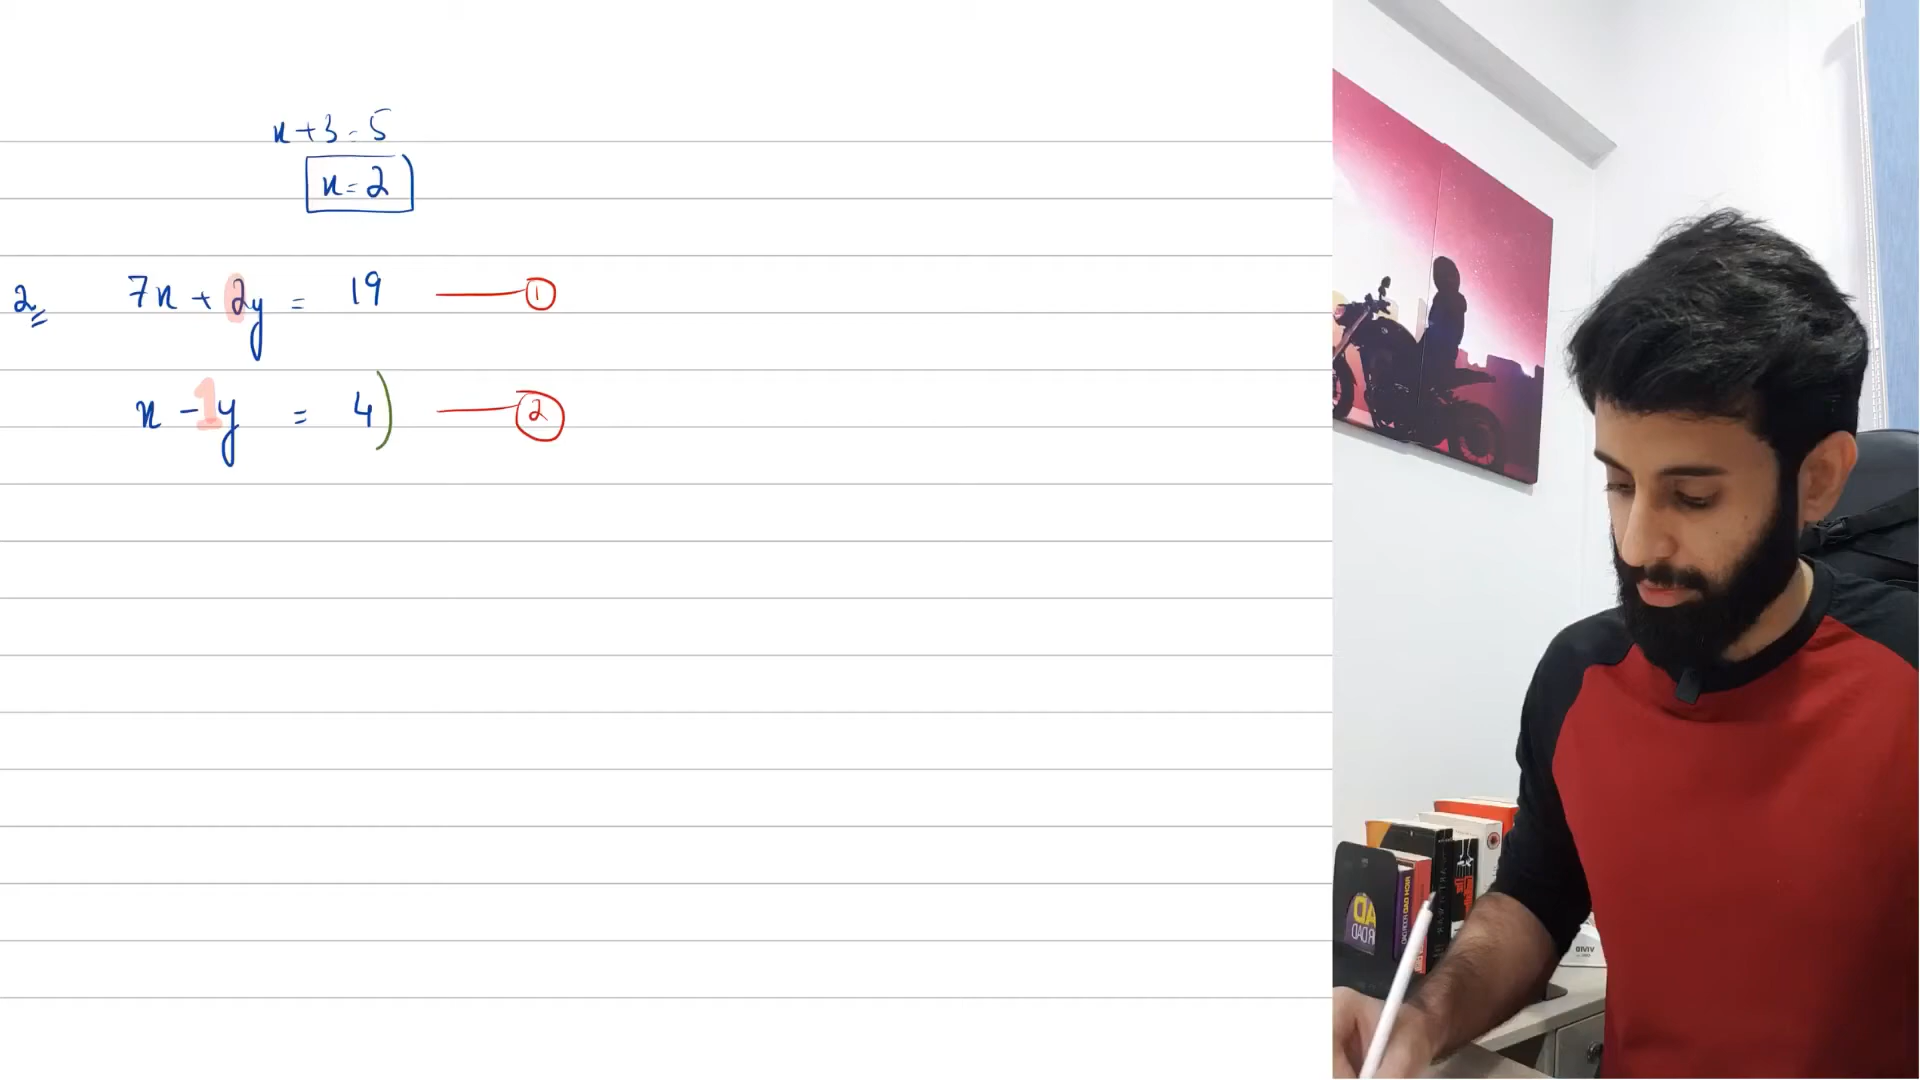 x+3=5
x=2
2 7x + 2y = 19 ①
x - 1y = 4) ②